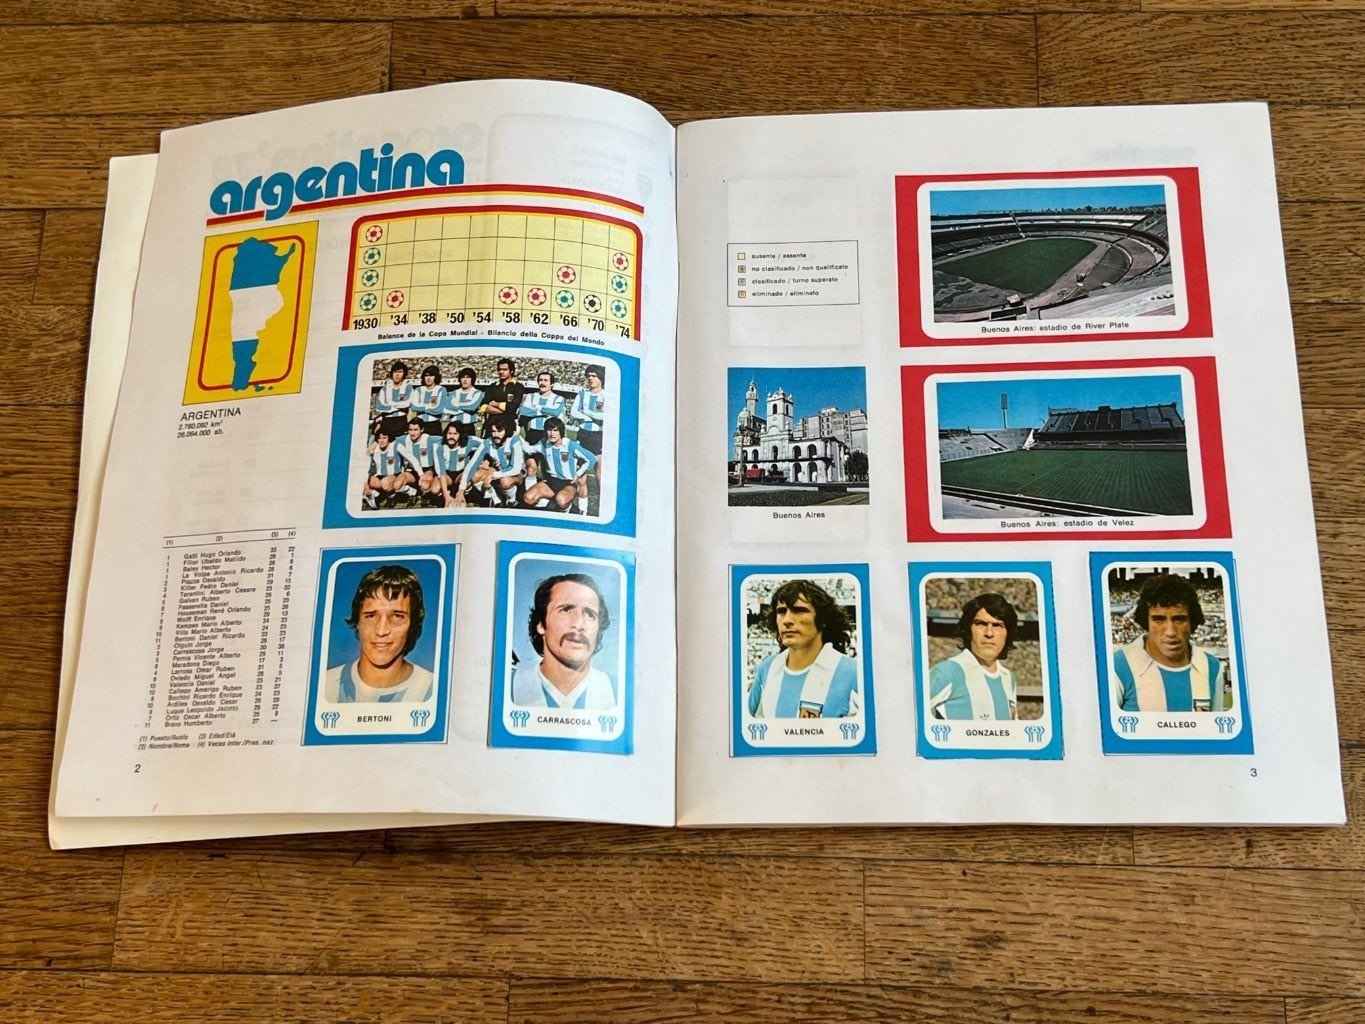 argentina
1930 '34 '38 '50 '54 '58 '62 '66 '70 '74
Balance de la Copa Mundial - Bilancio della Coppa del Mondo
ARGENTINA
2.780.092 km²
26.064.000 ab.
(1) (2) (3) (4)
Gatti Hugo Orlando 33 22
Fillol Ubaldo Matildo
Baley Hector
La Volpe Antonio Ricardo
Piazza Osvaldo
Killer Pedro Daniel
Tarantini Alberto Cesare
Galvan Ruben
Passerella Daniel
Houseman René Orlando
Wolff Enrique
Kempes Mario Alberto
Villa Mario Alberto
Bertoni Daniel Ricardo
Olguin Jorge
Carrascosa Jorge
Pernia Vicente Alberto
Maradona Diego
Larrosa Omar Ruben
Oviedo Miguel Angel
Valencia Daniel
Callego Amerigo Ruben
Bochini Ricardo Enrique
Ardiles Osvaldo Cesar
Luque Leopoldo Jacinto
Ortiz Oscar Alberto
Bravo Humberto
(1) Puesto/Ruolo (3) Edad/Età
(2) Nombre/Nome (4) Veces inter./Pres. naz.
BERTONI
CARRASCOSA
2
ausente / assente
no clasificado / non qualificato
clasificado / turno superato
eliminado / eliminato
Buenos Aires: estadio de River Plate
Buenos Aires
Buenos Aires: estadio de Velez
VALENCIA
GONZALES
CALLEGO
3